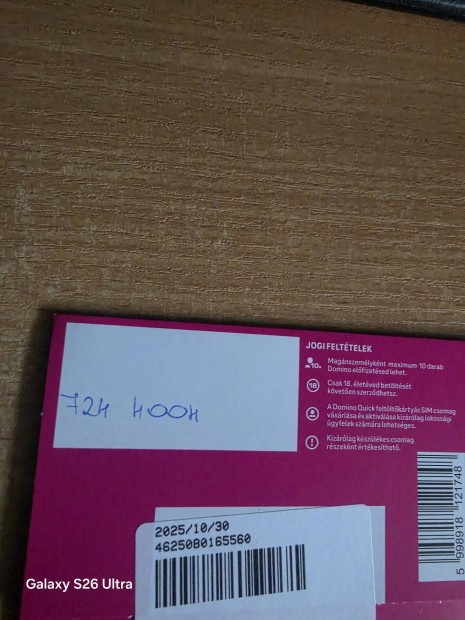 JOGI FELTÉTELEK
Magánszemélyként maximum 10 darab
Domino előfizetésed lehet.
18
Csak 18. életéved betöltését
követően szerződhetsz.
A Domino Quick feltöltőkártyás SIM csomag
vásárlása és aktiválása kizárólag lakossági
ügyfelek számára lehetséges.
Kizárólag készülékes csomag
részeként értékesíthető.
724 4004
5 998918 121748
2025/10/30
4625080165560
Galaxy S26 Ultra